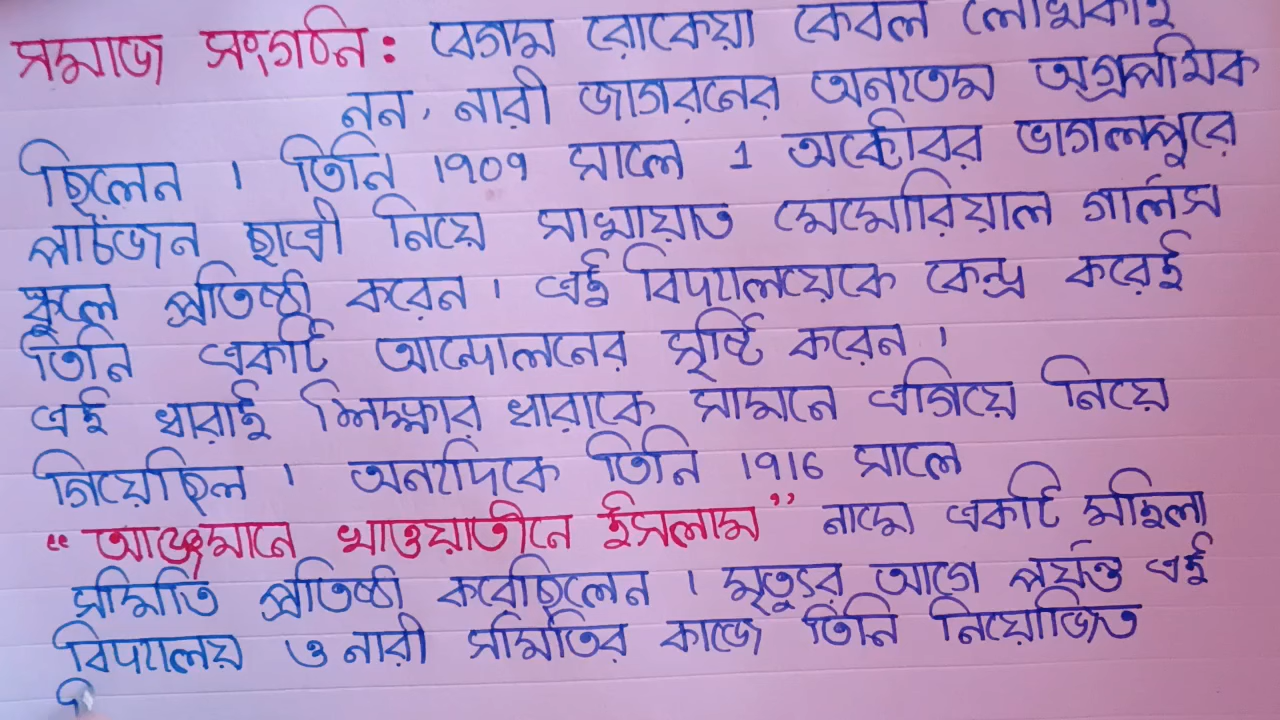 সমাজ সংগঠন: বেগম রোকেয়া কেবল লেখিকাই
নন, নারী জাগরনের অন্যতম অগ্রপথিক
ছিলেন । তিনি ১৯০৯ সালে 1 অক্টোবর ভাগলপুরে
পাঁচজন ছাত্রী নিয়ে সাখায়াত মেমোরিয়াল গার্লস
স্কুলে প্রতিষ্ঠা করেন । এই বিদ্যালয়েকে কেন্দ্র করেই
তিনি একটি আন্দোলনের সৃষ্টি করেন ।
এই ধারাই শিক্ষার ধারাকে সামনে এগিয়ে নিয়ে
গিয়েছিল । অন্যদিকে তিনি 1916 সালে
“আঞ্জুমানে খাওয়াতীনে ইসলাম” নামে একটি মহিলা
সমিতি প্রতিষ্ঠা করেছিলেন । মৃত্যুর আগে পর্যন্ত এই
বিদ্যালয় ও নারী সমিতির কাজে তিনি নিয়োজিত